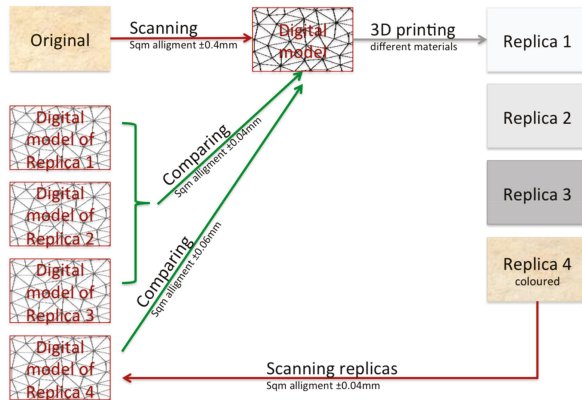 Original
Scanning
Sqm alligment ±0.4mm
Digital
model
3D printing
different materials
Replica 1
Replica 2
Replica 3
Replica 4
coloured
Digital
model of
Replica 1
Digital
model of
Replica 2
Digital
model of
Replica 3
Digital
model of
Replica 4
Comparing
Sqm alligment ±0.04mm
Comparing
Sqm alligment ±0.06mm
Scanning replicas
Sqm alligment ±0.04mm